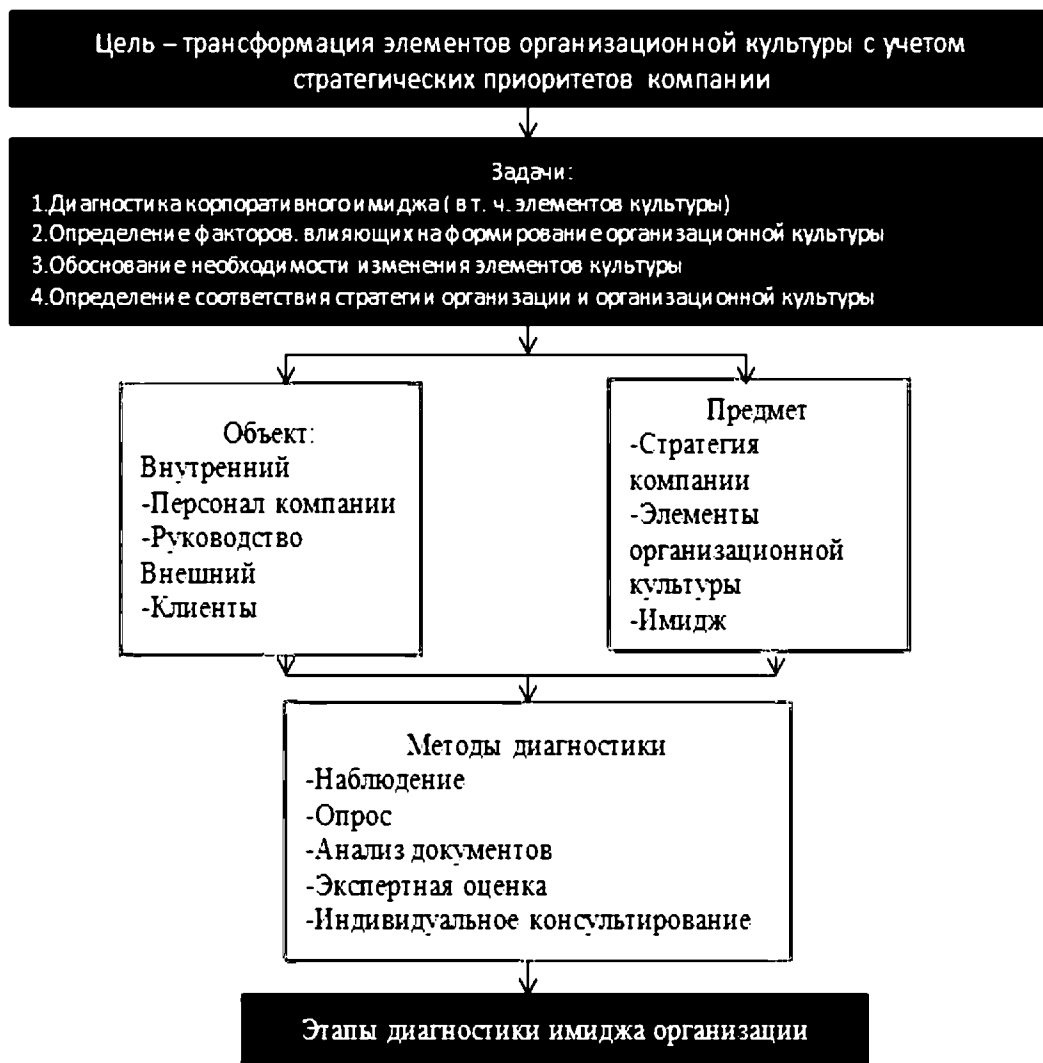 Цель – трансформация элементов организационной культуры с учетом
стратегических приоритетов компании
Задачи:
1.Диагностика корпоративного имиджа ( в т. ч. элементов культуры)
2.Определение факторов. влияющих на формирование организационной культуры
3.Обоснование необходимости изменения элементов культуры
4.Определение соответствия стратегии организации и организационной культуры
Объект:
Внутренний
-Персонал компании
-Руководство
Внешний
-Клиенты
Предмет
-Стратегия
компании
-Элементы
организационной
культуры
-Имидж
Методы диагностики
-Наблюдение
-Опрос
-Анализ документов
-Экспертная оценка
-Индивидуальное консультирование
Этапы диагностики имиджа организации